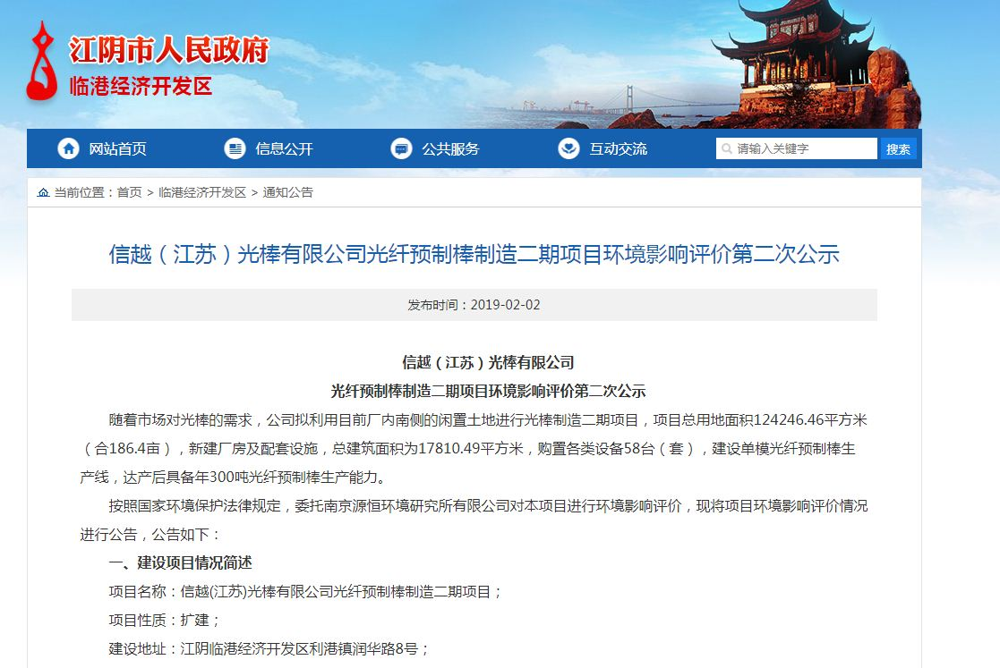 江阴市人民政府
临港经济开发区
网站首页 信息公开 公共服务 互动交流 请输入关键字 搜索
当前位置：首页 > 临港经济开发区 > 通知公告
信越（江苏）光棒有限公司光纤预制棒制造二期项目环境影响评价第二次公示
发布时间：2019-02-02
信越（江苏）光棒有限公司
光纤预制棒制造二期项目环境影响评价第二次公示
随着市场对光棒的需求，公司拟利用目前厂内南侧的闲置土地进行光棒制造二期项目，项目总用地面积124246.46平方米
（合186.4亩），新建厂房及配套设施，总建筑面积为17810.49平方米，购置各类设备58台（套），建设单模光纤预制棒生
产线，达产后具备年300吨光纤预制棒生产能力。
按照国家环境保护法律规定，委托南京源恒环境研究所有限公司对本项目进行环境影响评价，现将项目环境影响评价情况
进行公告，公告如下：
一、建设项目情况简述
项目名称：信越(江苏)光棒有限公司光纤预制棒制造二期项目；
项目性质：扩建；
建设地址：江阴临港经济开发区利港镇润华路8号；